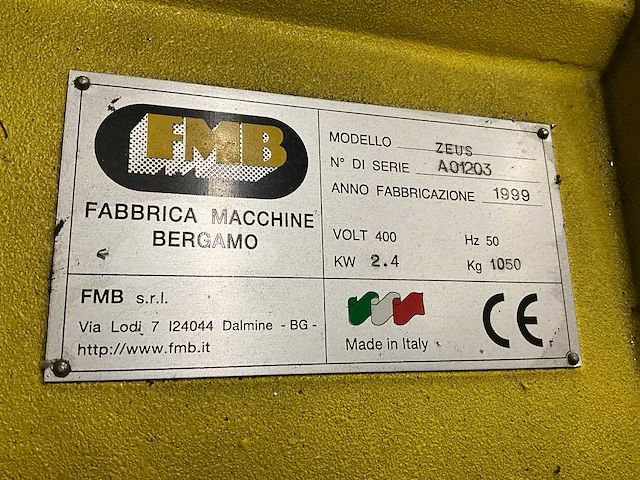 FMB
FABBRICA MACCHINE
BERGAMO
MODELLO ZEUS
N° DI SERIE A01203
ANNO FABBRICAZIONE 1999
VOLT 400 Hz 50
KW 2.4 Kg 1050
FMB s.r.l.
Via Lodi 7 I24044 Dalmine - BG -
http://www.fmb.it
Made in Italy
CE